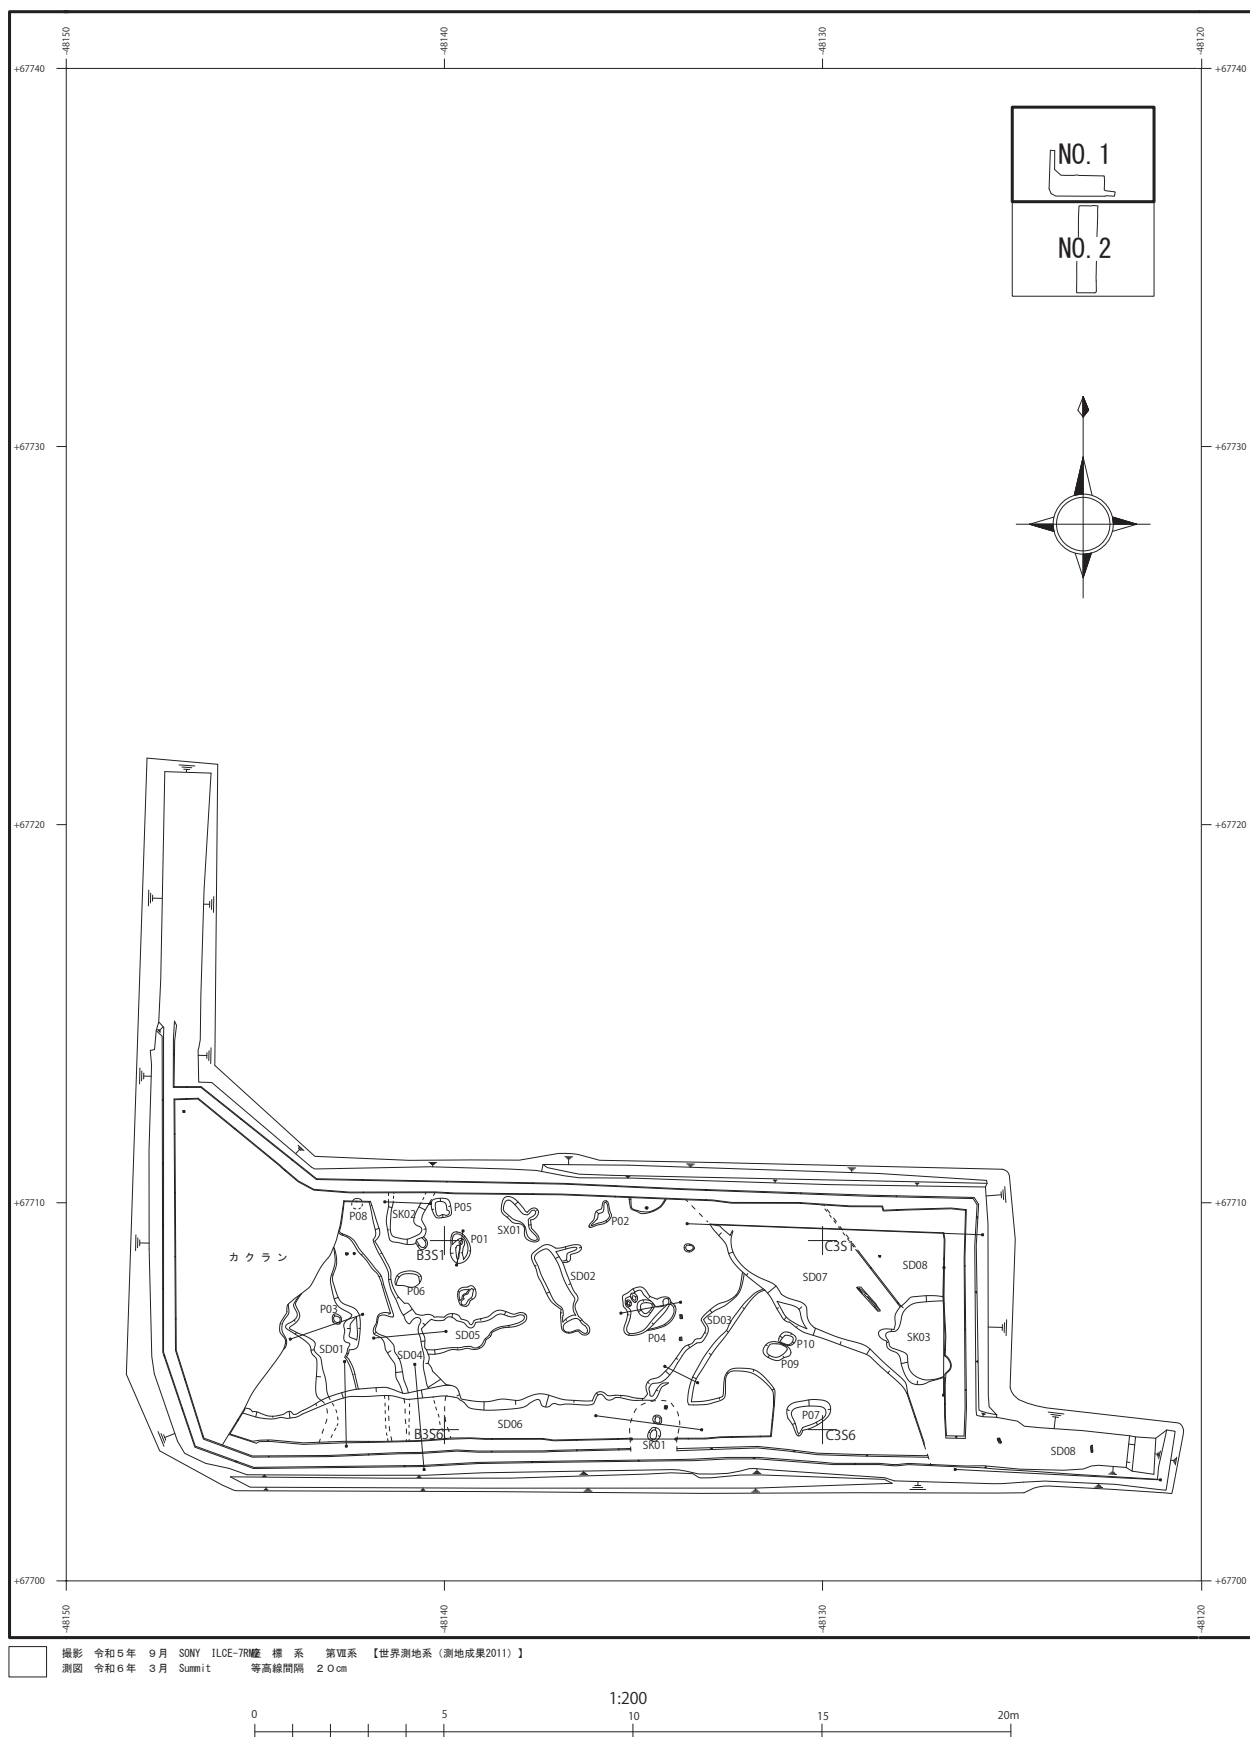 -48150
-48140
-48130
-48120
+67740
+67740
NO. 1
NO. 2
+67730
+67730
+67720
+67720
+67710
+67710
P08
SK02
P05
SX01
P02
P01
B3S1
C3S1
カクラン
SD02
SD07
SD08
P06
P03
SD05
P04
SD03
SK03
SD01
SD04
P10
P09
SD06
P07
B3S6
C3S6
SK01
SD08
+67700
+67700
-48150
-48140
-48130
-48120
撮影 令和5年 9月 SONY ILCE-7RM 座標系 第Ⅶ系 【世界測地系（測地成果2011）】
測図 令和6年 3月 Summit 等高線間隔 20cm
1:200
0 5 10 15 20m